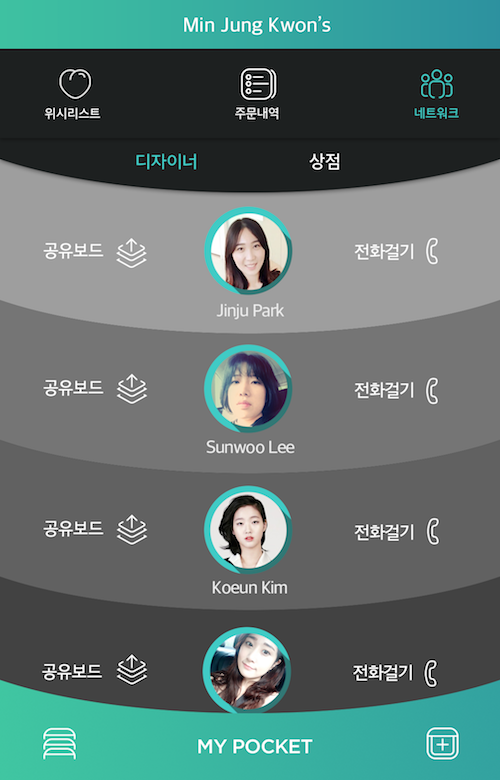 Min Jung Kwon’s
위시리스트
주문내역
네트워크
디자이너
상점
공유보드
전화걸기
Jinju Park
공유보드
전화걸기
Sunwoo Lee
공유보드
전화걸기
Koeun Kim
공유보드
전화걸기
MY POCKET